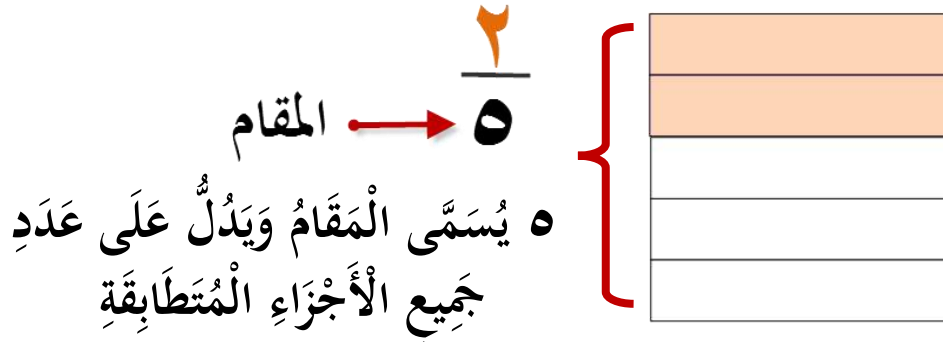 ٢
٥
المقام
٥ يُسَمَّى الْمَقَامُ وَيَدُلُّ عَلَى عَدَدِ
جَمِيعِ الْأَجْزَاءِ الْمُتَطَابِقَةِ